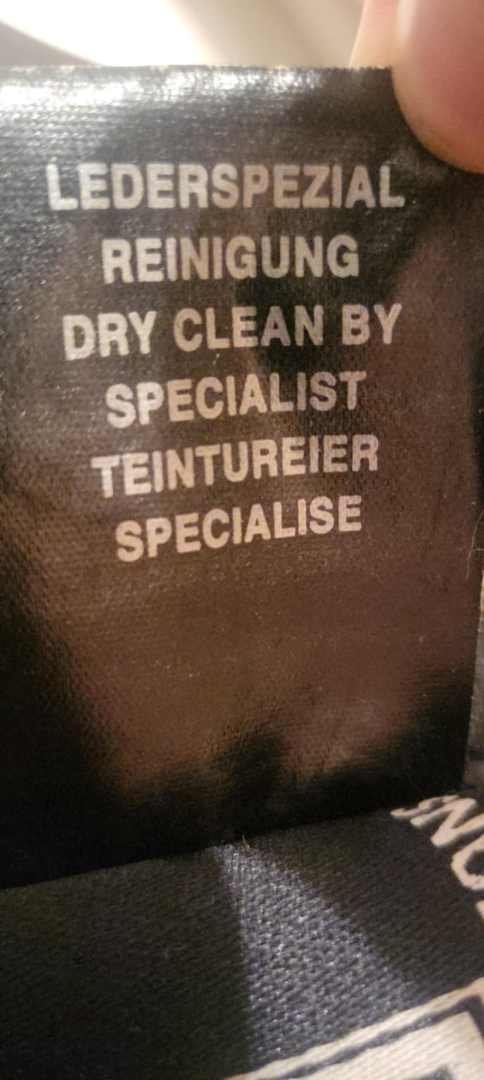 LEDERSPEZIAL
REINIGUNG
DRY CLEAN BY
SPECIALIST
TEINTUREIER
SPECIALISE